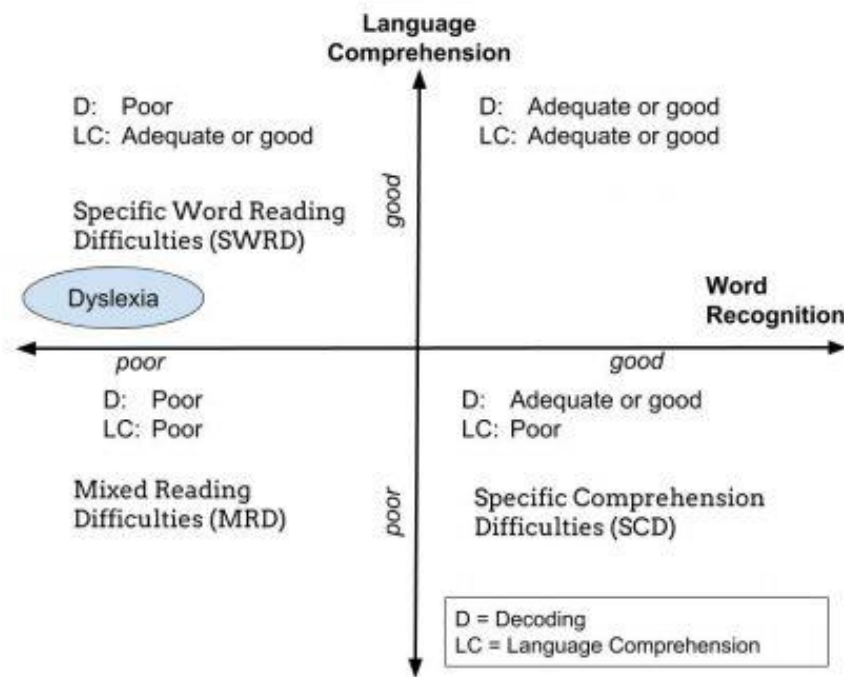 Language
Comprehension
D: Poor
LC: Adequate or good
D: Adequate or good
LC: Adequate or good
good
Specific Word Reading
Difficulties (SWRD)
Dyslexia
Word
Recognition
poor
good
D: Poor
LC: Poor
D: Adequate or good
LC: Poor
poor
Mixed Reading
Difficulties (MRD)
Specific Comprehension
Difficulties (SCD)
D = Decoding
LC = Language Comprehension